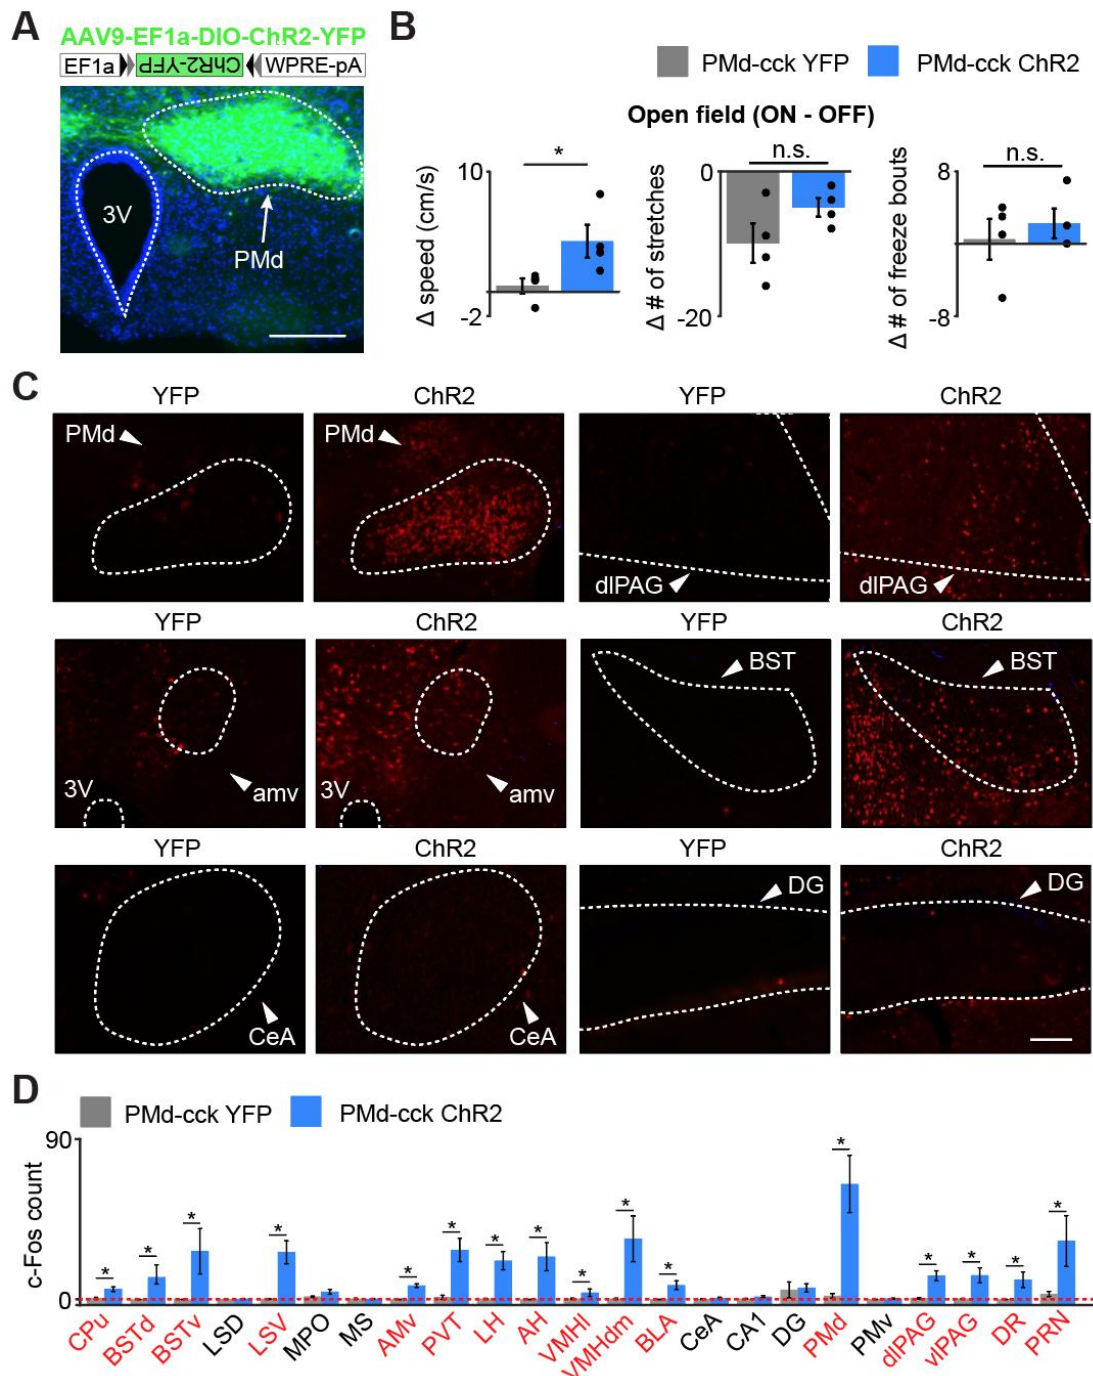 A
AAV9-EF1a-DIO-ChR2-YFP
EF1a ChR2-YFP WPRE-pA
3V
PMd
B
PMd-cck YFP PMd-cck ChR2
Open field (ON - OFF)
* n.s. n.s.
10 0 8
Δ speed (cm/s) Δ # of stretches Δ # of freeze bouts
-2 -20 -8
C
YFP ChR2 YFP ChR2
PMd PMd dlPAG dlPAG
YFP ChR2 YFP ChR2
3V amv 3V amv BST BST
YFP ChR2 YFP ChR2
CeA CeA DG DG
D
PMd-cck YFP PMd-cck ChR2
90
c-Fos count
0
* * * * * * * * * * * * * * * *
CPu BSTd BSTv LSD LSV MPO MS AMv PVT LH AH VMHl VMHdm BLA CeA CA1 DG PMd PMv dlPAG vlPAG DR PRN